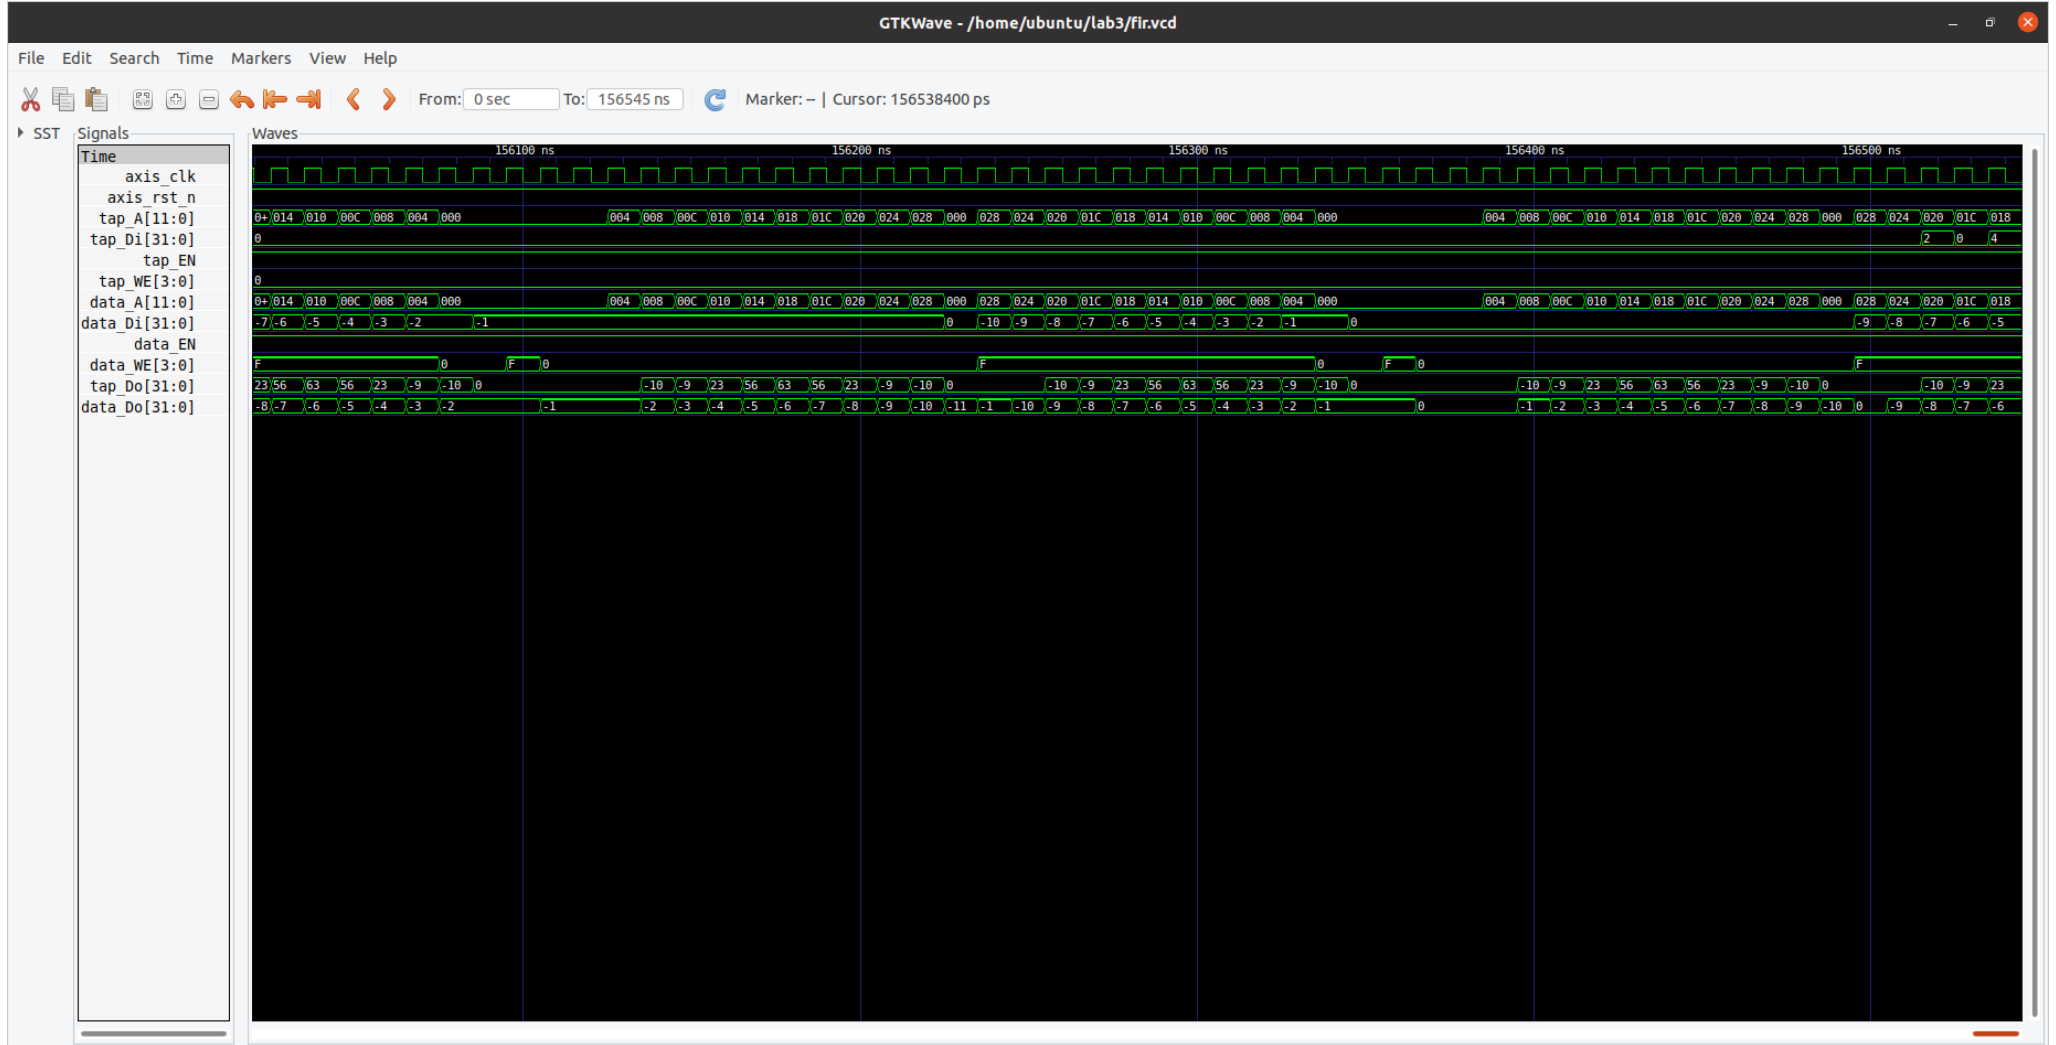 GTKWave - /home/ubuntu/lab3/fir.vcd
File Edit Search Time Markers View Help
From: 0 sec To: 156545 ns Marker: -- | Cursor: 156538400 ps
SST Signals Waves
Time 156100 ns 156200 ns 156300 ns 156400 ns 156500 ns
axis_clk
axis_rst_n
tap_A[11:0] 0+ 014 010 00C 008 004 000 004 008 00C 010 014 018 01C 020 024 028 000 028 024 020 01C 018 014 010 00C 008 004 000 004 008 00C 010 014 018 01C 020 024 028 000 028 024 020 01C 018
tap_Di[31:0] 0 2 0 4
tap_EN
tap_WE[3:0] 0
data_A[11:0] 0+ 014 010 00C 008 004 000 004 008 00C 010 014 018 01C 020 024 028 000 028 024 020 01C 018 014 010 00C 008 004 000 004 008 00C 010 014 018 01C 020 024 028 000 028 024 020 01C 018
data_Di[31:0] -7 -6 -5 -4 -3 -2 -1 0 -10 -9 -8 -7 -6 -5 -4 -3 -2 -1 0 -9 -8 -7 -6 -5
data_EN
data_WE[3:0] F 0 F 0 F 0 F 0 F
tap_Do[31:0] 23 56 63 56 23 -9 -10 0 -10 -9 23 56 63 56 23 -9 -10 0 -10 -9 23 56 63 56 23 -9 -10 0 -10 -9 23 56 63 56 23 -9 -10 0 -10 -9 23
data_Do[31:0] -8 -7 -6 -5 -4 -3 -2 -1 -2 -3 -4 -5 -6 -7 -8 -9 -10 -11 -1 -10 -9 -8 -7 -6 -5 -4 -3 -2 -1 0 -1 -2 -3 -4 -5 -6 -7 -8 -9 -10 0 -9 -8 -7 -6